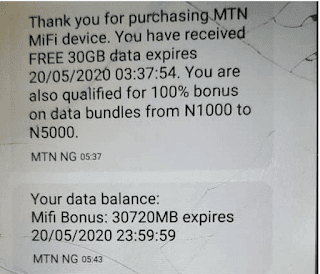 Thank you for purchasing MTN
MiFi device. You have received
FREE 30GB data expires
20/05/2020 03:37:54. You are
also qualified for 100% bonus
on data bundles from N1000 to
N5000.
MTN NG 05:37
Your data balance:
Mifi Bonus: 30720MB expires
20/05/2020 23:59:59
MTN NG 05:43